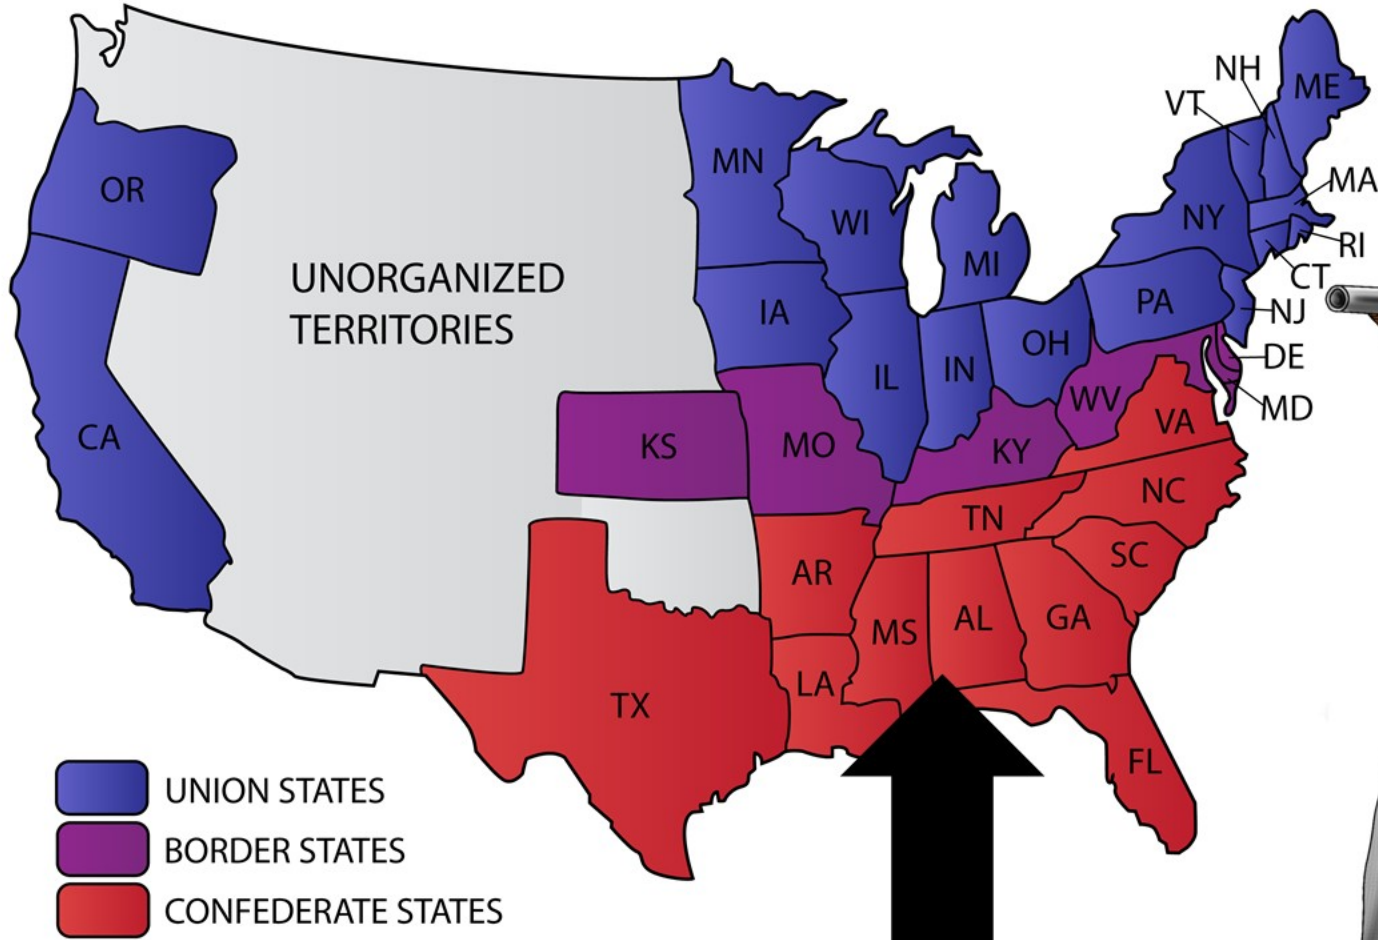 NH
ME
VT
MN
MA
OR
WI
NY
RI
MI
CT
UNORGANIZED
TERRITORIES
PA
NJ
IA
OH
DE
IL
IN
WV
MD
VA
CA
KS
MO
KY
NC
TN
SC
AR
GA
AL
MS
LA
TX
FL
UNION STATES
BORDER STATES
CONFEDERATE STATES